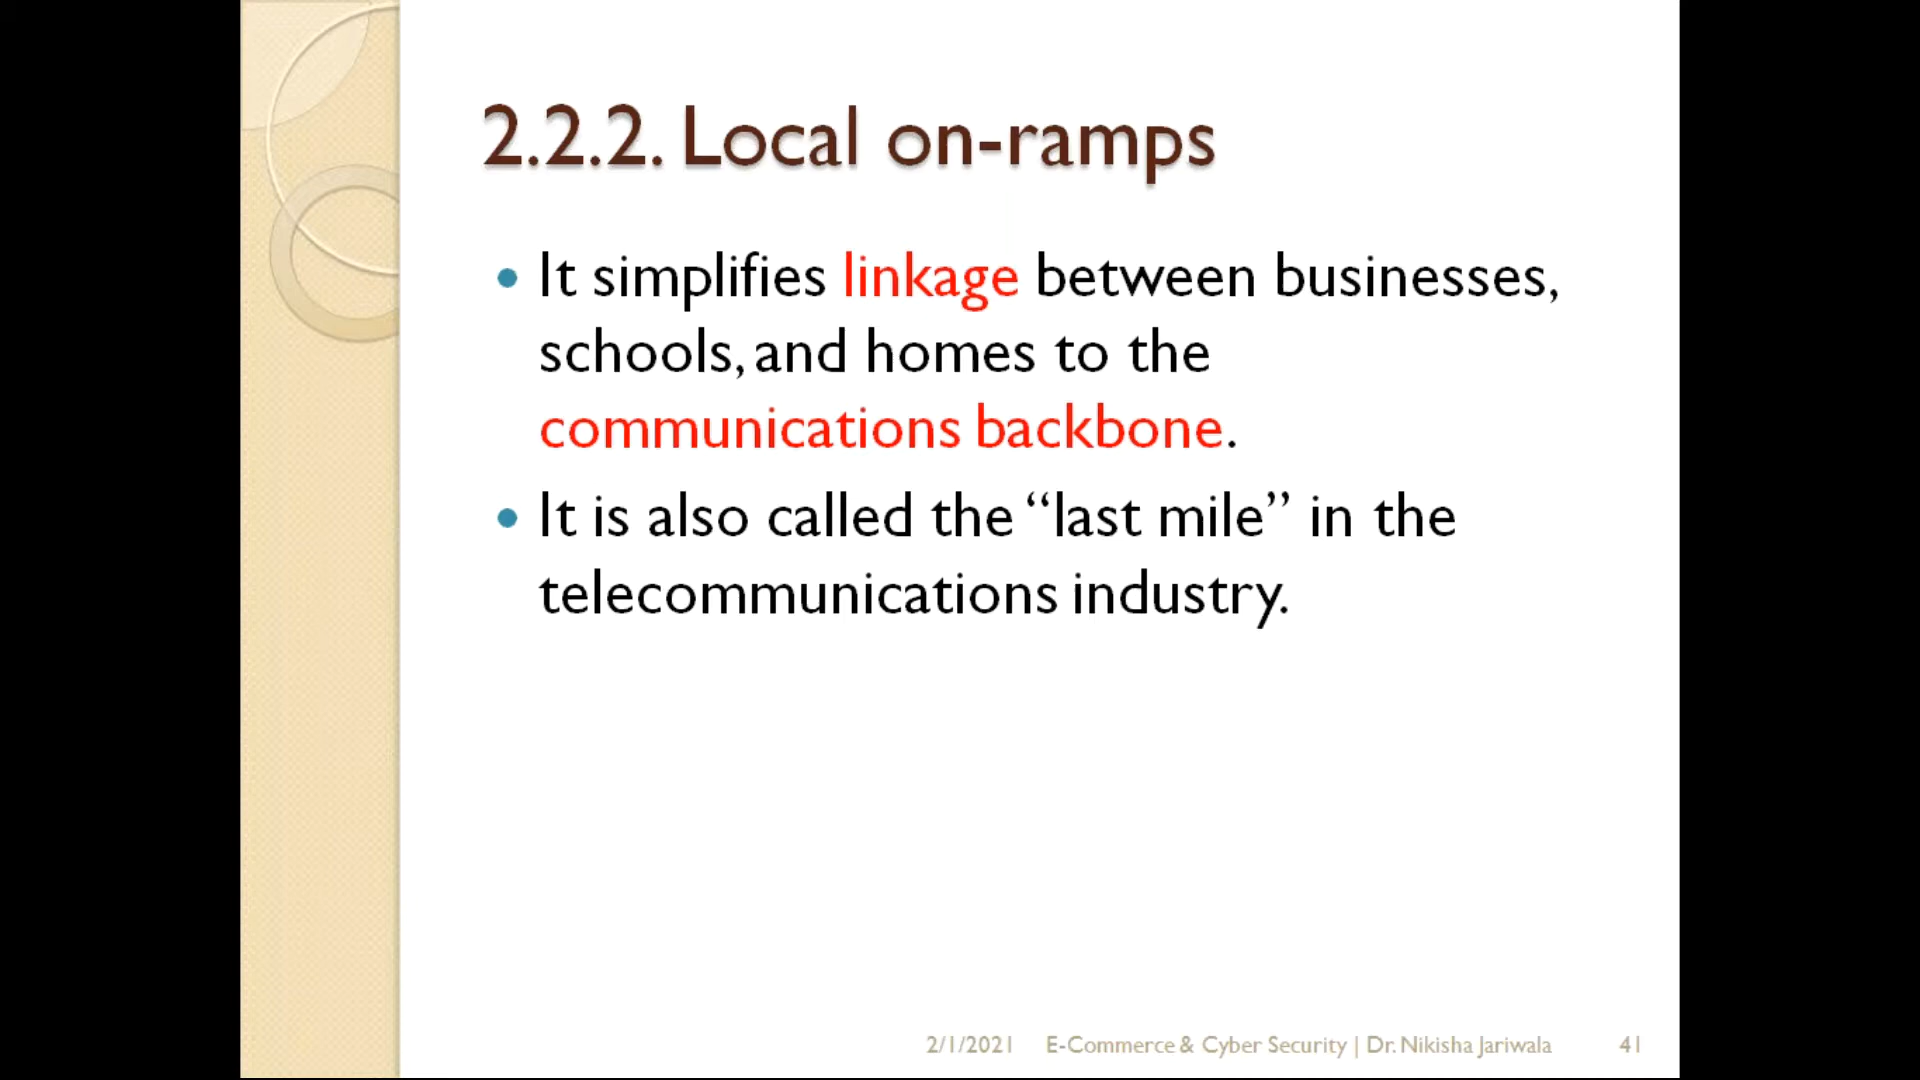 2.2.2. Local on-ramps
• It simplifies linkage between businesses,
schools, and homes to the
communications backbone.
• It is also called the “last mile” in the
telecommunications industry.
2/1/2021 E-Commerce & Cyber Security | Dr. Nikisha Jariwala 41